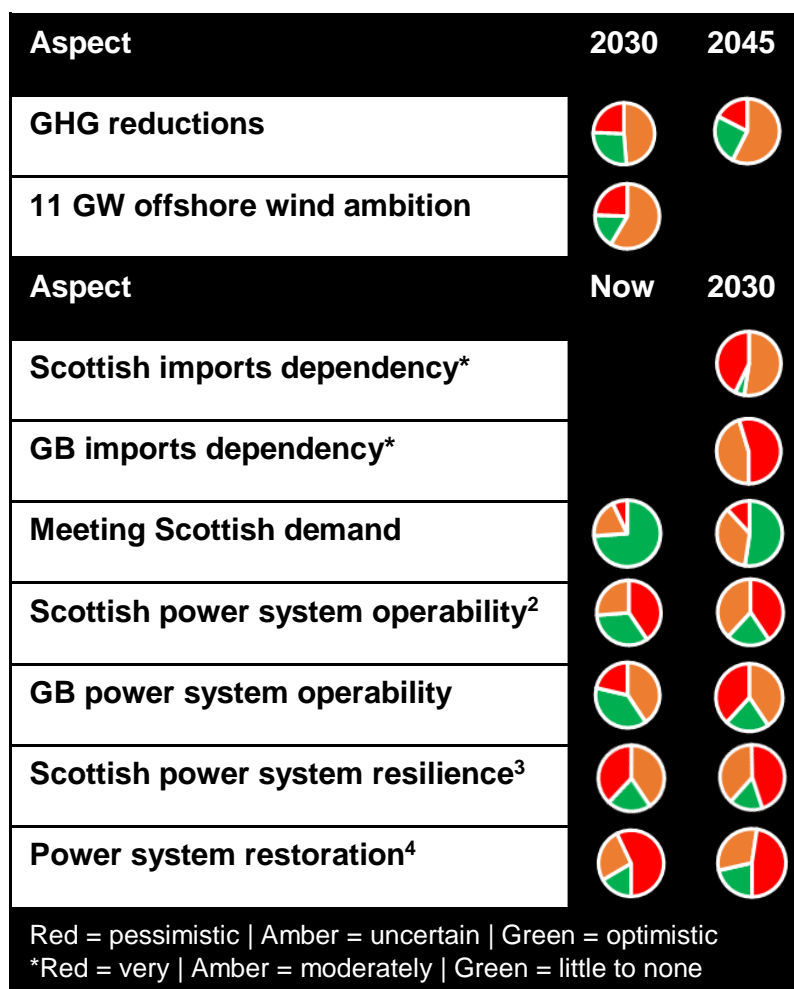 Aspect 2030 2045
GHG reductions
11 GW offshore wind ambition
Aspect Now 2030
Scottish imports dependency*
GB imports dependency*
Meeting Scottish demand
Scottish power system operability²
GB power system operability
Scottish power system resilience³
Power system restoration⁴
Red = pessimistic | Amber = uncertain | Green = optimistic
*Red = very | Amber = moderately | Green = little to none